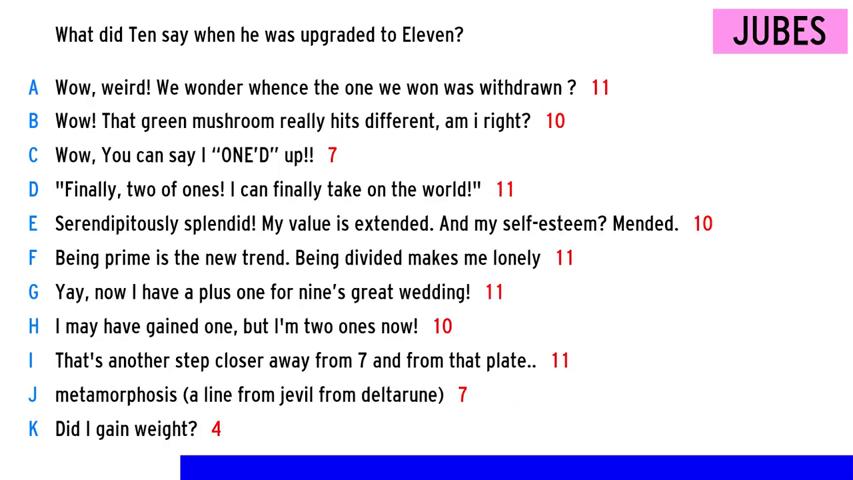 What did Ten say when he was upgraded to Eleven?
JUBES
A Wow, weird! We wonder whence the one we won was withdrawn ? 11
B Wow! That green mushroom really hits different, am i right? 10
C Wow, You can say I “ONE’D” up!! 7
D "Finally, two of ones! I can finally take on the world!" 11
E Serendipitously splendid! My value is extended. And my self-esteem? Mended. 10
F Being prime is the new trend. Being divided makes me lonely 11
G Yay, now I have a plus one for nine’s great wedding! 11
H I may have gained one, but I'm two ones now! 10
I That's another step closer away from 7 and from that plate.. 11
J metamorphosis (a line from jevil from deltarune) 7
K Did I gain weight? 4